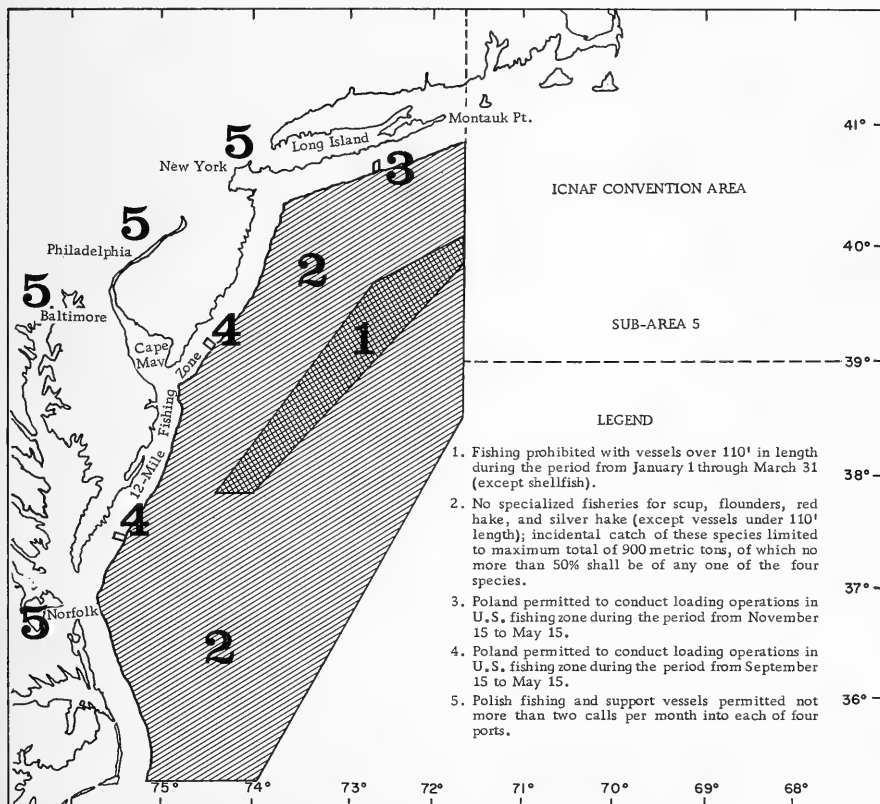 Montauk Pt.
41°
5
Long Island
New York
3
ICNAF CONVENTION AREA
5
40°
Philadelphia
2
5
Baltimore
4
1
SUB-AREA 5
Cape
May
39°
12-Mile Fishing Zone
LEGEND
1. Fishing prohibited with vessels over 110' in length
during the period from January 1 through March 31
(except shellfish).
38°
2. No specialized fisheries for scup, flounders, red
hake, and silver hake (except vessels under 110'
length); incidental catch of these species limited
to maximum total of 900 metric tons, of which no
more than 50% shall be of any one of the four
species.
4
37°
3. Poland permitted to conduct loading operations in
U.S. fishing zone during the period from November
15 to May 15.
Norfolk
5
2
4. Poland permitted to conduct loading operations in
U.S. fishing zone during the period from September
15 to May 15.
36°
5. Polish fishing and support vessels permitted not
more than two calls per month into each of four
ports.
75° 74° 73° 72° 71° 70° 69° 68°